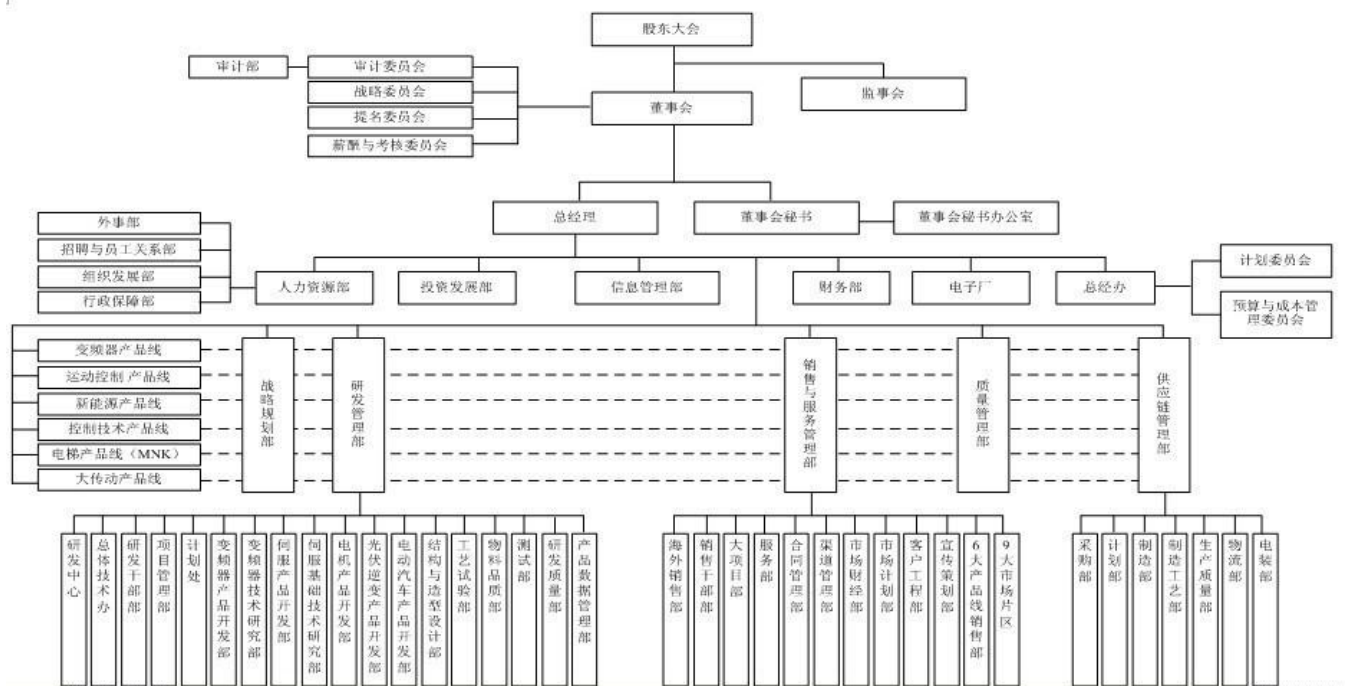 股东大会
审计部
审计委员会
战略委员会
提名委员会
薪酬与考核委员会
董事会
监事会
总经理
董事会秘书
董事会秘书办公室
外事部
招聘与员工关系部
组织发展部
行政保障部
人力资源部
投资发展部
信息管理部
财务部
电子厂
总经办
计划委员会
预算与成本管
理委员会
变频器产品线
运动控制 产品线
新能源产品线
控制技术产品线
电梯产品线（MNK）
大传动产品线
战略规划部
研发管理部
销售与服务管理部
质量管理部
供应链管理部
研发中心
总体技术办
研发干部部
项目管理部
计划处
变频器产品开发部
变频器技术研究部
伺服产品开发部
伺服基础技术研究部
电机产品开发部
光伏逆变产品开发部
电动汽车产品开发部
结构与造型设计部
工艺试验部
物料品质部
测试部
研发质量部
产品数据管理部
海外销售部
销售干部部
大项目部
服务部
合同管理部
渠道管理部
市场财经部
市场计划部
客户工程部
宣传策划部
6大产品线销售部
9大市场片区
采购部
计划部
制造部
制造工艺部
生产质量部
物流部
电装部